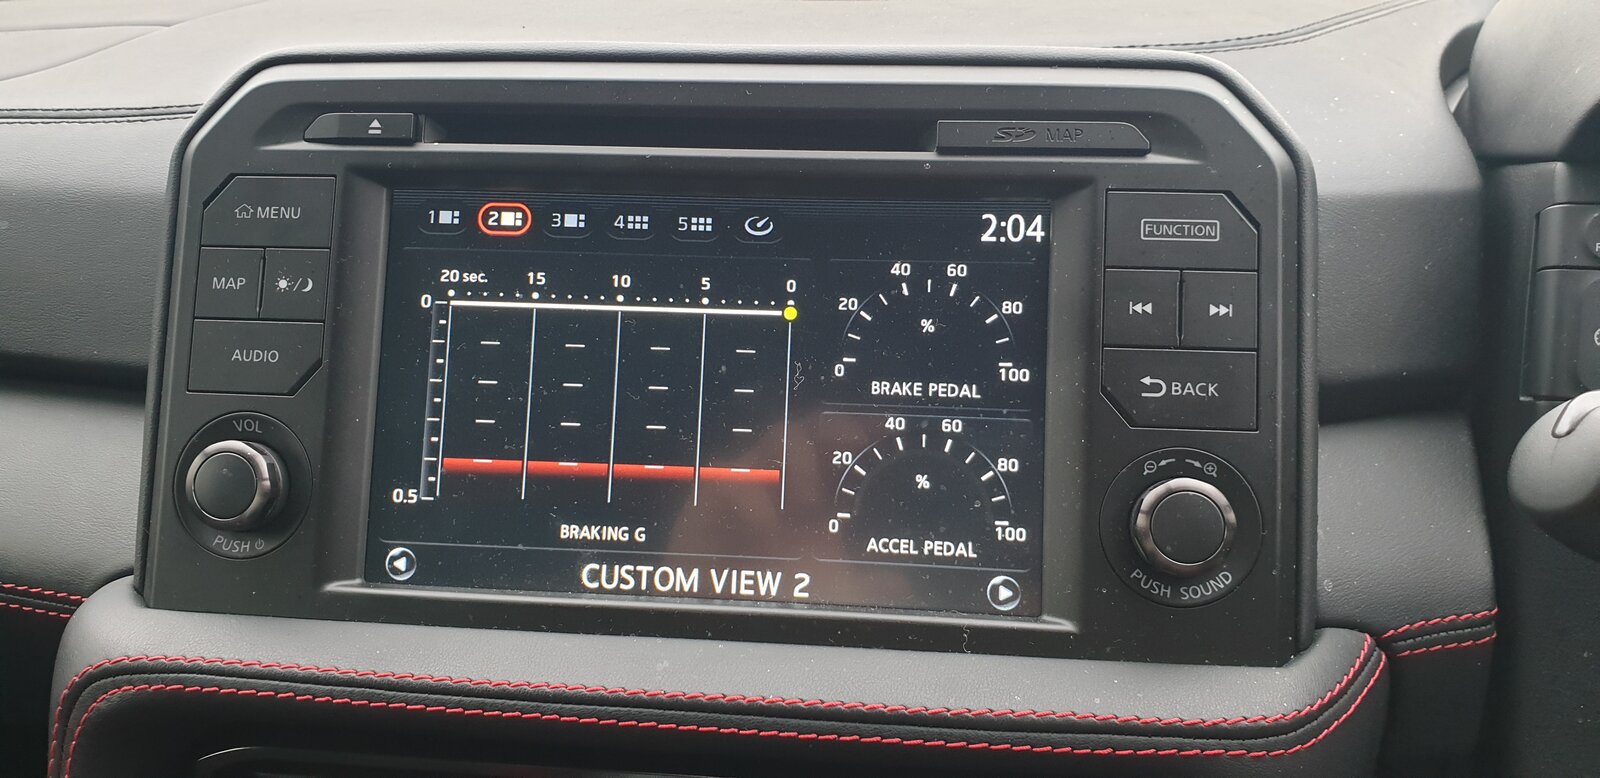 SD MAP
MENU
MAP
AUDIO
VOL
PUSH
1
2
3
4
5
2:04
20 sec.
15
10
5
0
0
0.5
BRAKING G
0
20
40
60
80
100
%
BRAKE PEDAL
0
20
40
60
80
100
%
ACCEL PEDAL
CUSTOM VIEW 2
FUNCTION
BACK
PUSH SOUND